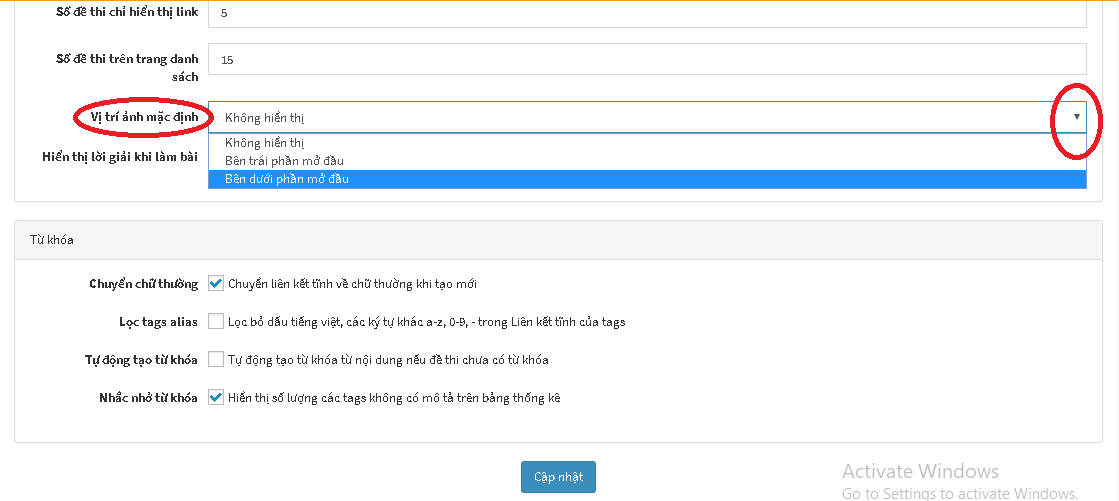 Số đề thi chỉ hiển thị link
5
Số đề thi trên trang danh
sách
15
Vị trí ảnh mặc định
Không hiển thị
Không hiển thị
Bên trái phần mở đầu
Hiển thị lời giải khi làm bài
Bên dưới phần mở đầu
Từ khóa
Chuyển chữ thường
Chuyển liên kết tĩnh về chữ thường khi tạo mới
Lọc tags alias
Lọc bỏ dấu tiếng việt, các ký tự khác a-z, 0-9, - trong Liên kết tĩnh của tags
Tự động tạo từ khóa
Tự động tạo từ khóa từ nội dung nếu đề thi chưa có từ khóa
Nhắc nhở từ khóa
Hiển thị số lượng các tags không có mô tả trên bảng thống kê
Cập nhật
Activate Windows
Go to Settings to activate Windows.